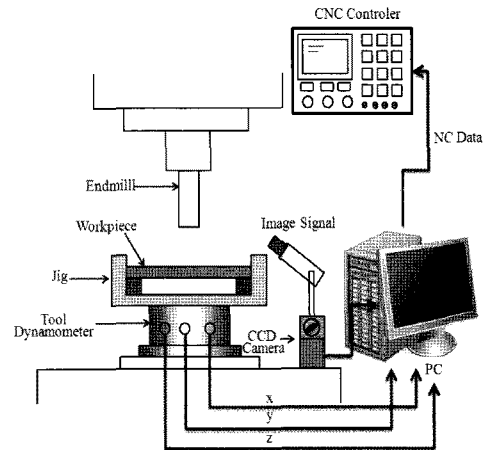 CNC Controler
NC Data
Endmilll
Image Signal
Workpiece
Jig
Tool
Dynamometer
CCD
Camera
PC
x
y
z